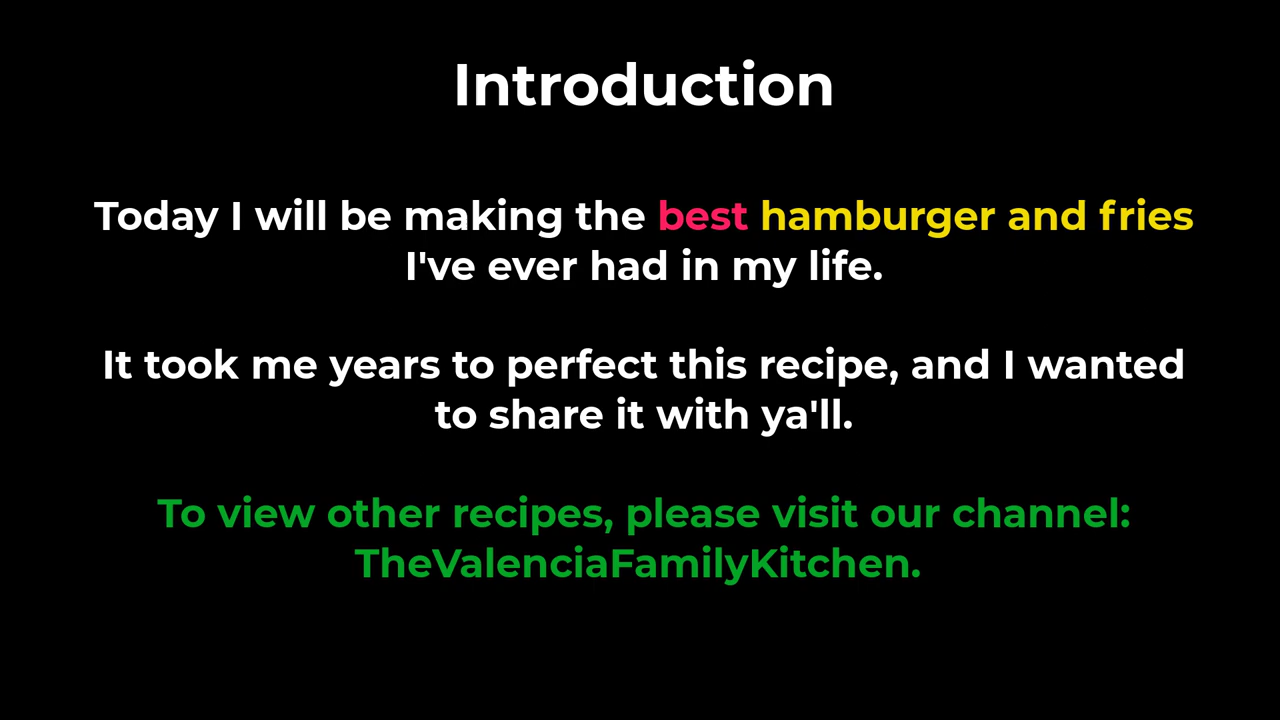 Introduction
Today I will be making the best hamburger and fries
I've ever had in my life.
It took me years to perfect this recipe, and I wanted
to share it with ya'll.
To view other recipes, please visit our channel:
TheValenciaFamilyKitchen.